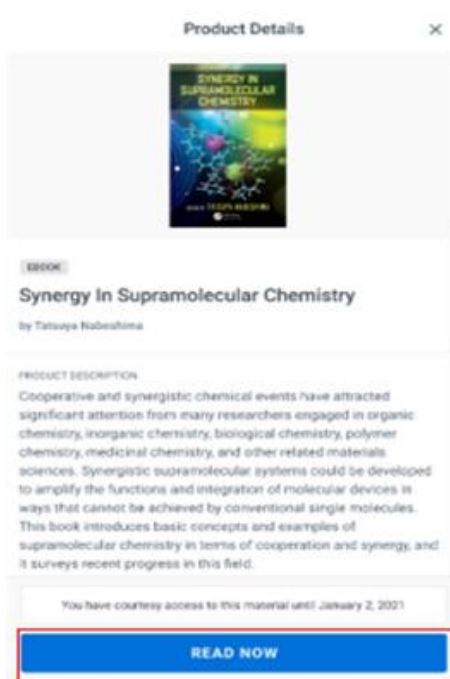 Product Details
SYNERGY IN
SUPRAMOLECULAR
CHEMISTRY
EBOOK
Synergy In Supramolecular Chemistry
by Tatsuya Nabeshima
PRODUCT DESCRIPTION
Cooperative and synergistic chemical events have attracted
significant attention from many researchers engaged in organic
chemistry, inorganic chemistry, biological chemistry, polymer
chemistry, medicinal chemistry, and other related materials
sciences. Synergistic supramolecular systems could be developed
to amplify the functions and integration of molecular devices in
ways that cannot be achieved by conventional single molecules.
This book introduces basic concepts and examples of
supramolecular chemistry in terms of cooperation and synergy, and
it surveys recent progress in this field.
You have courtesy access to this material until January 2, 2021
READ NOW